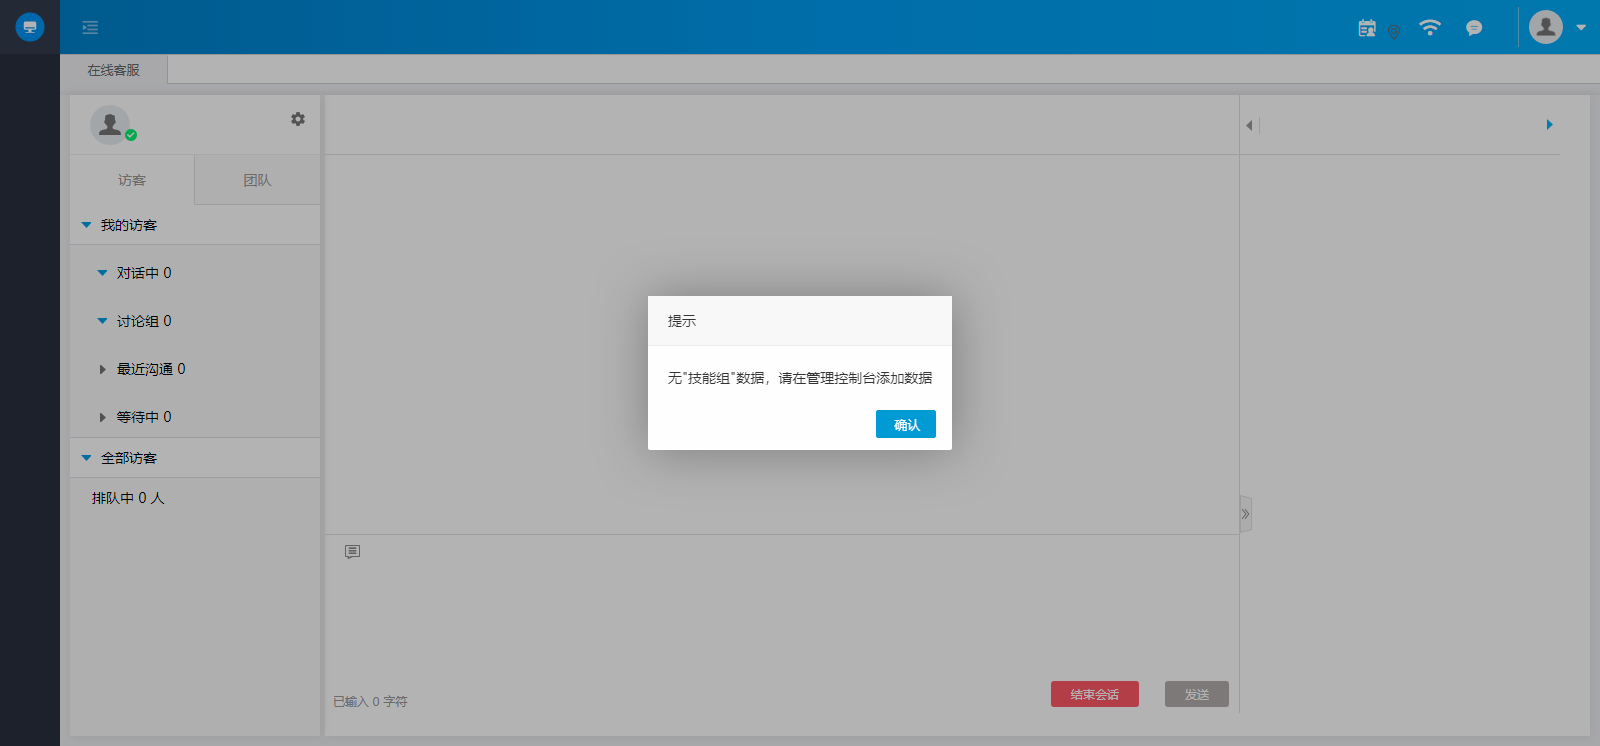 在线客服
访客
团队
我的访客
对话中 0
讨论组 0
最近沟通 0
等待中 0
全部访客
排队中 0 人
提示
无"技能组"数据，请在管理控制台添加数据
确认
已输入 0 字符
结束会话
发送